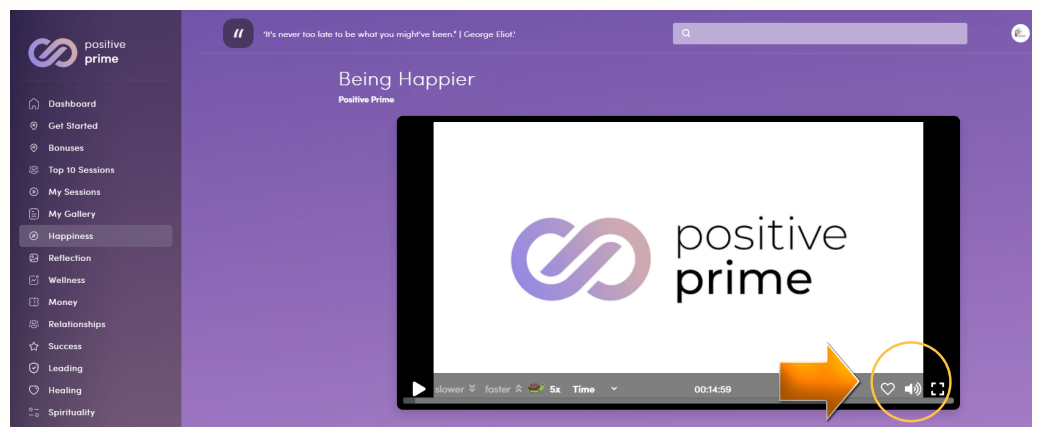 positive
prime
Dashboard
Get Started
Bonuses
Top 10 Sessions
My Sessions
My Gallery
Happiness
Reflection
Wellness
Money
Relationships
Success
Leading
Healing
Spirituality
"It's never too late to be what you might've been." | George Eliot.'
Being Happier
Positive Prime
positive
prime
slower faster 5x Time 00:14:59